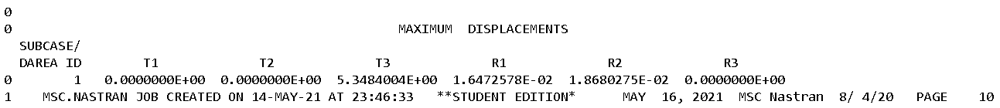 0
0 MAXIMUM DISPLACEMENTS
SUBCASE/
DAREA ID T1 T2 T3 R1 R2 R3
0 1 0.0000000E+00 0.0000000E+00 5.3484004E+00 1.6472578E-02 1.8680275E-02 0.0000000E+00
1 MSC.NASTRAN JOB CREATED ON 14-MAY-21 AT 23:46:33 **STUDENT EDITION* MAY 16, 2021 MSC Nastran 8/ 4/20 PAGE 10